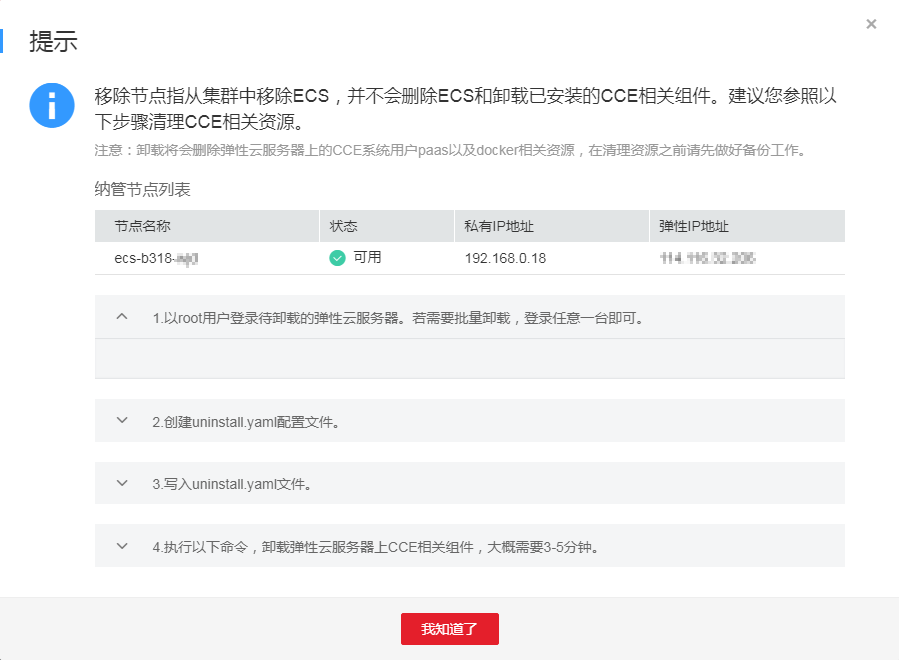 提示
移除节点指从集群中移除ECS，并不会删除ECS和卸载已安装的CCE相关组件。建议您参照以
下步骤清理CCE相关资源。
注意：卸载将会删除弹性云服务器上的CCE系统用户paas以及docker相关资源，在清理资源之前请先做好备份工作。
纳管节点列表
节点名称 状态 私有IP地址 弹性IP地址
ecs-b318- 可用 192.168.0.18
1.以root用户登录待卸载的弹性云服务器。若需要批量卸载，登录任意一台即可。
2.创建uninstall.yaml配置文件。
3.写入uninstall.yaml文件。
4.执行以下命令，卸载弹性云服务器上CCE相关组件，大概需要3-5分钟。
我知道了